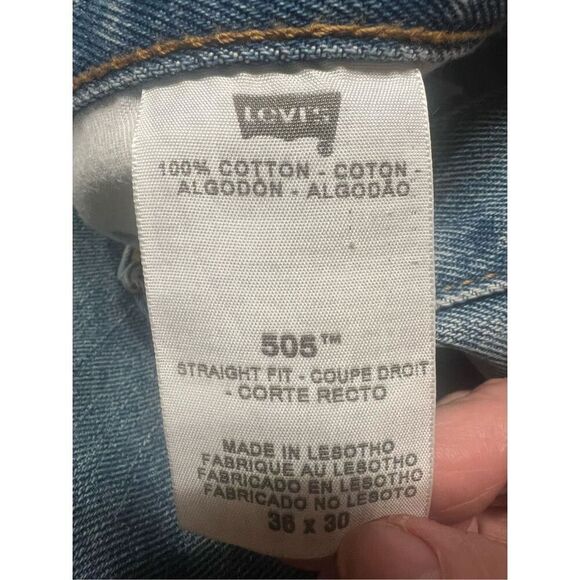 LEVI'S
100% COTTON - COTON -
ALGODÓN - ALGODÃO
505™
STRAIGHT FIT - COUPE DROIT
- CORTE RECTO
MADE IN LESOTHO
FABRIQUE AU LESOTHO
FABRICADO EN LESOTHO
FABRICADO NO LESOTO
36 x 30